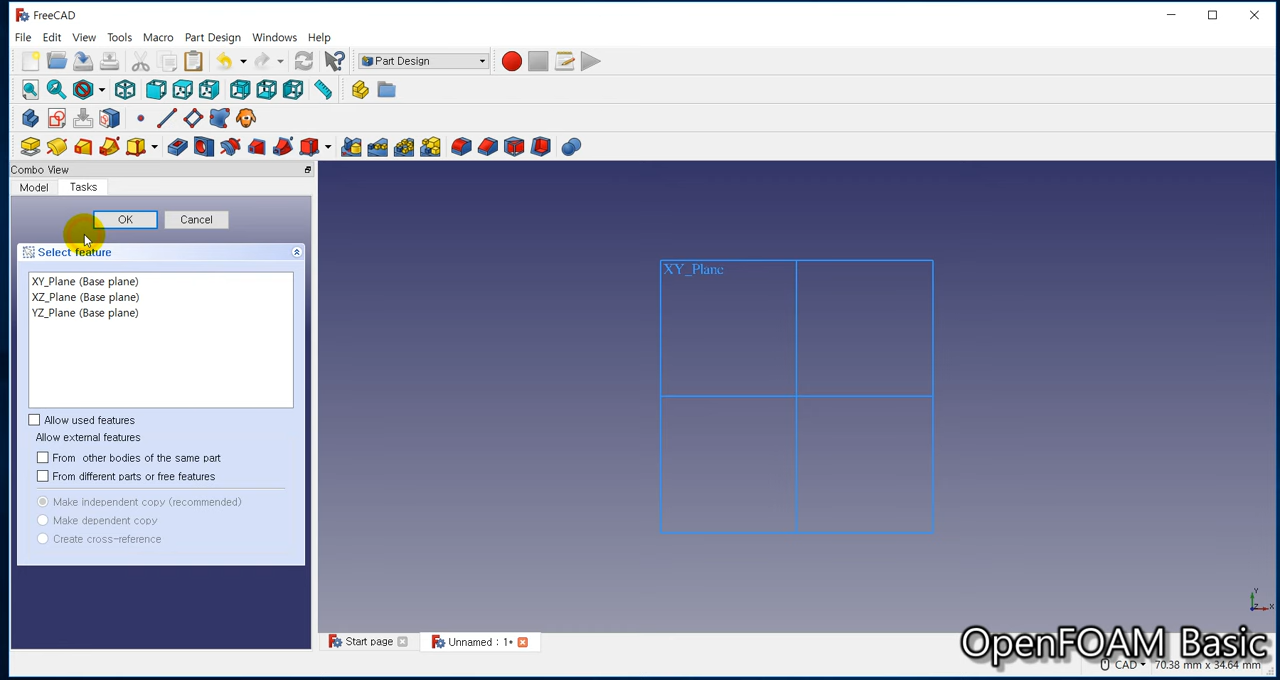 FreeCAD
File Edit View Tools Macro Part Design Windows Help
Part Design
Combo View
Model Tasks
OK Cancel
Select feature
XY_Plane (Base plane)
XZ_Plane (Base plane)
YZ_Plane (Base plane)
Allow used features
Allow external features
From other bodies of the same part
From different parts or free features
Make independent copy (recommended)
Make dependent copy
Create cross-reference
XY_Plane
Y
Z X
Start page Unnamed : 1*
OpenFOAM Basic
CAD 70.38 mm x 34.64 mm